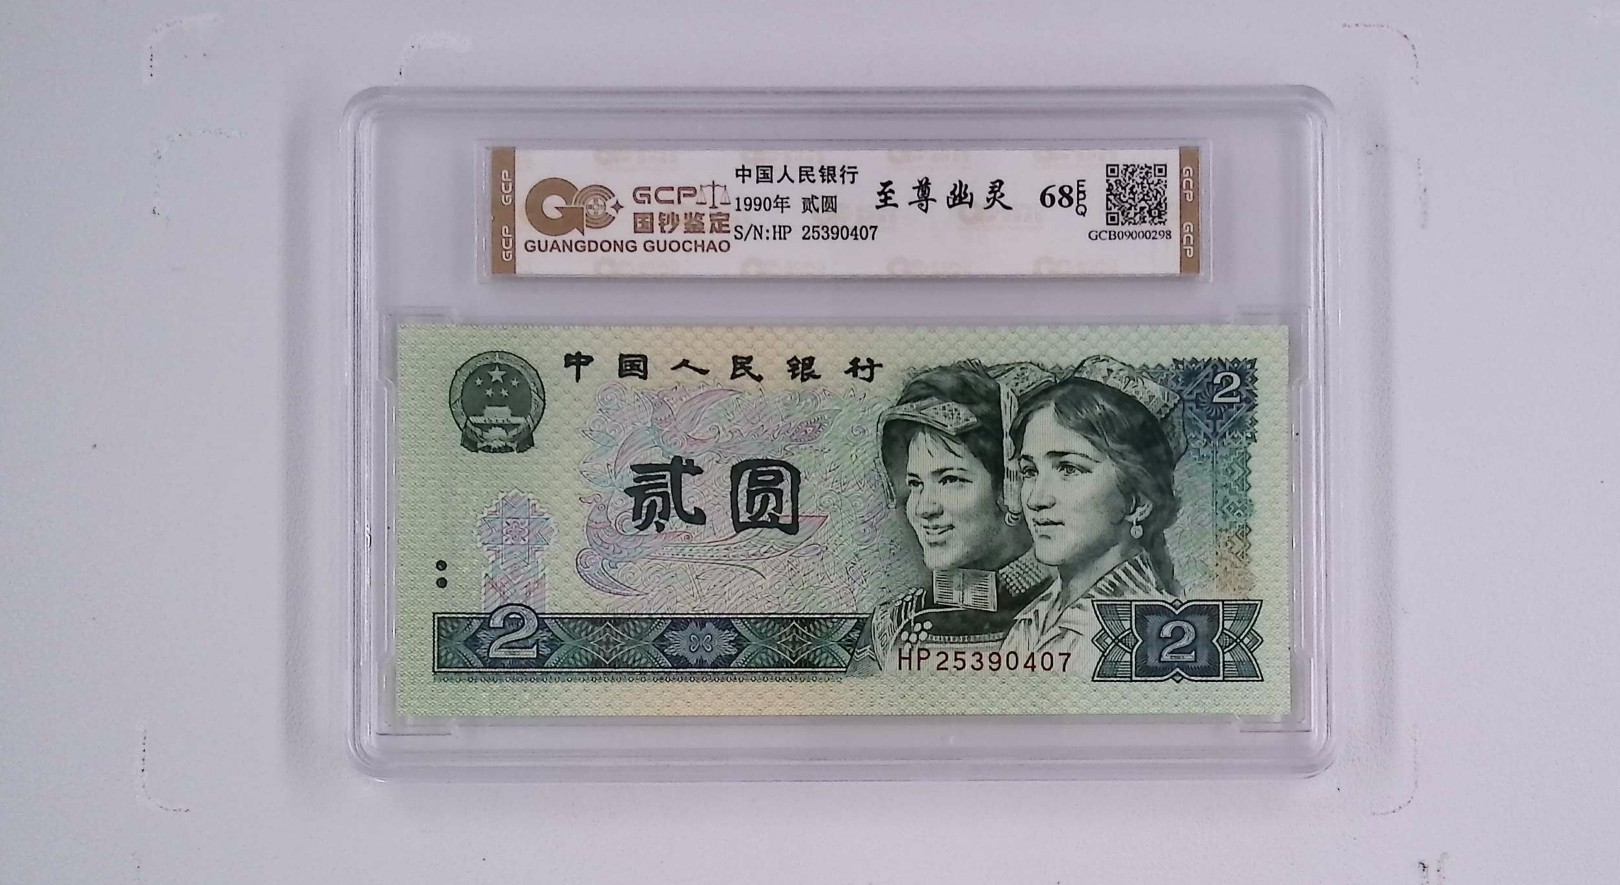 GCP
GCP
GCP
国钞鉴定
GUANGDONG GUOCHAO
中国人民银行
1990年 贰圆
S/N:HP 25390407
至尊幽灵
68EPQ
GCB09000298
GCP
GCP
中国人民银行
2
贰圆
2
HP25390407
2